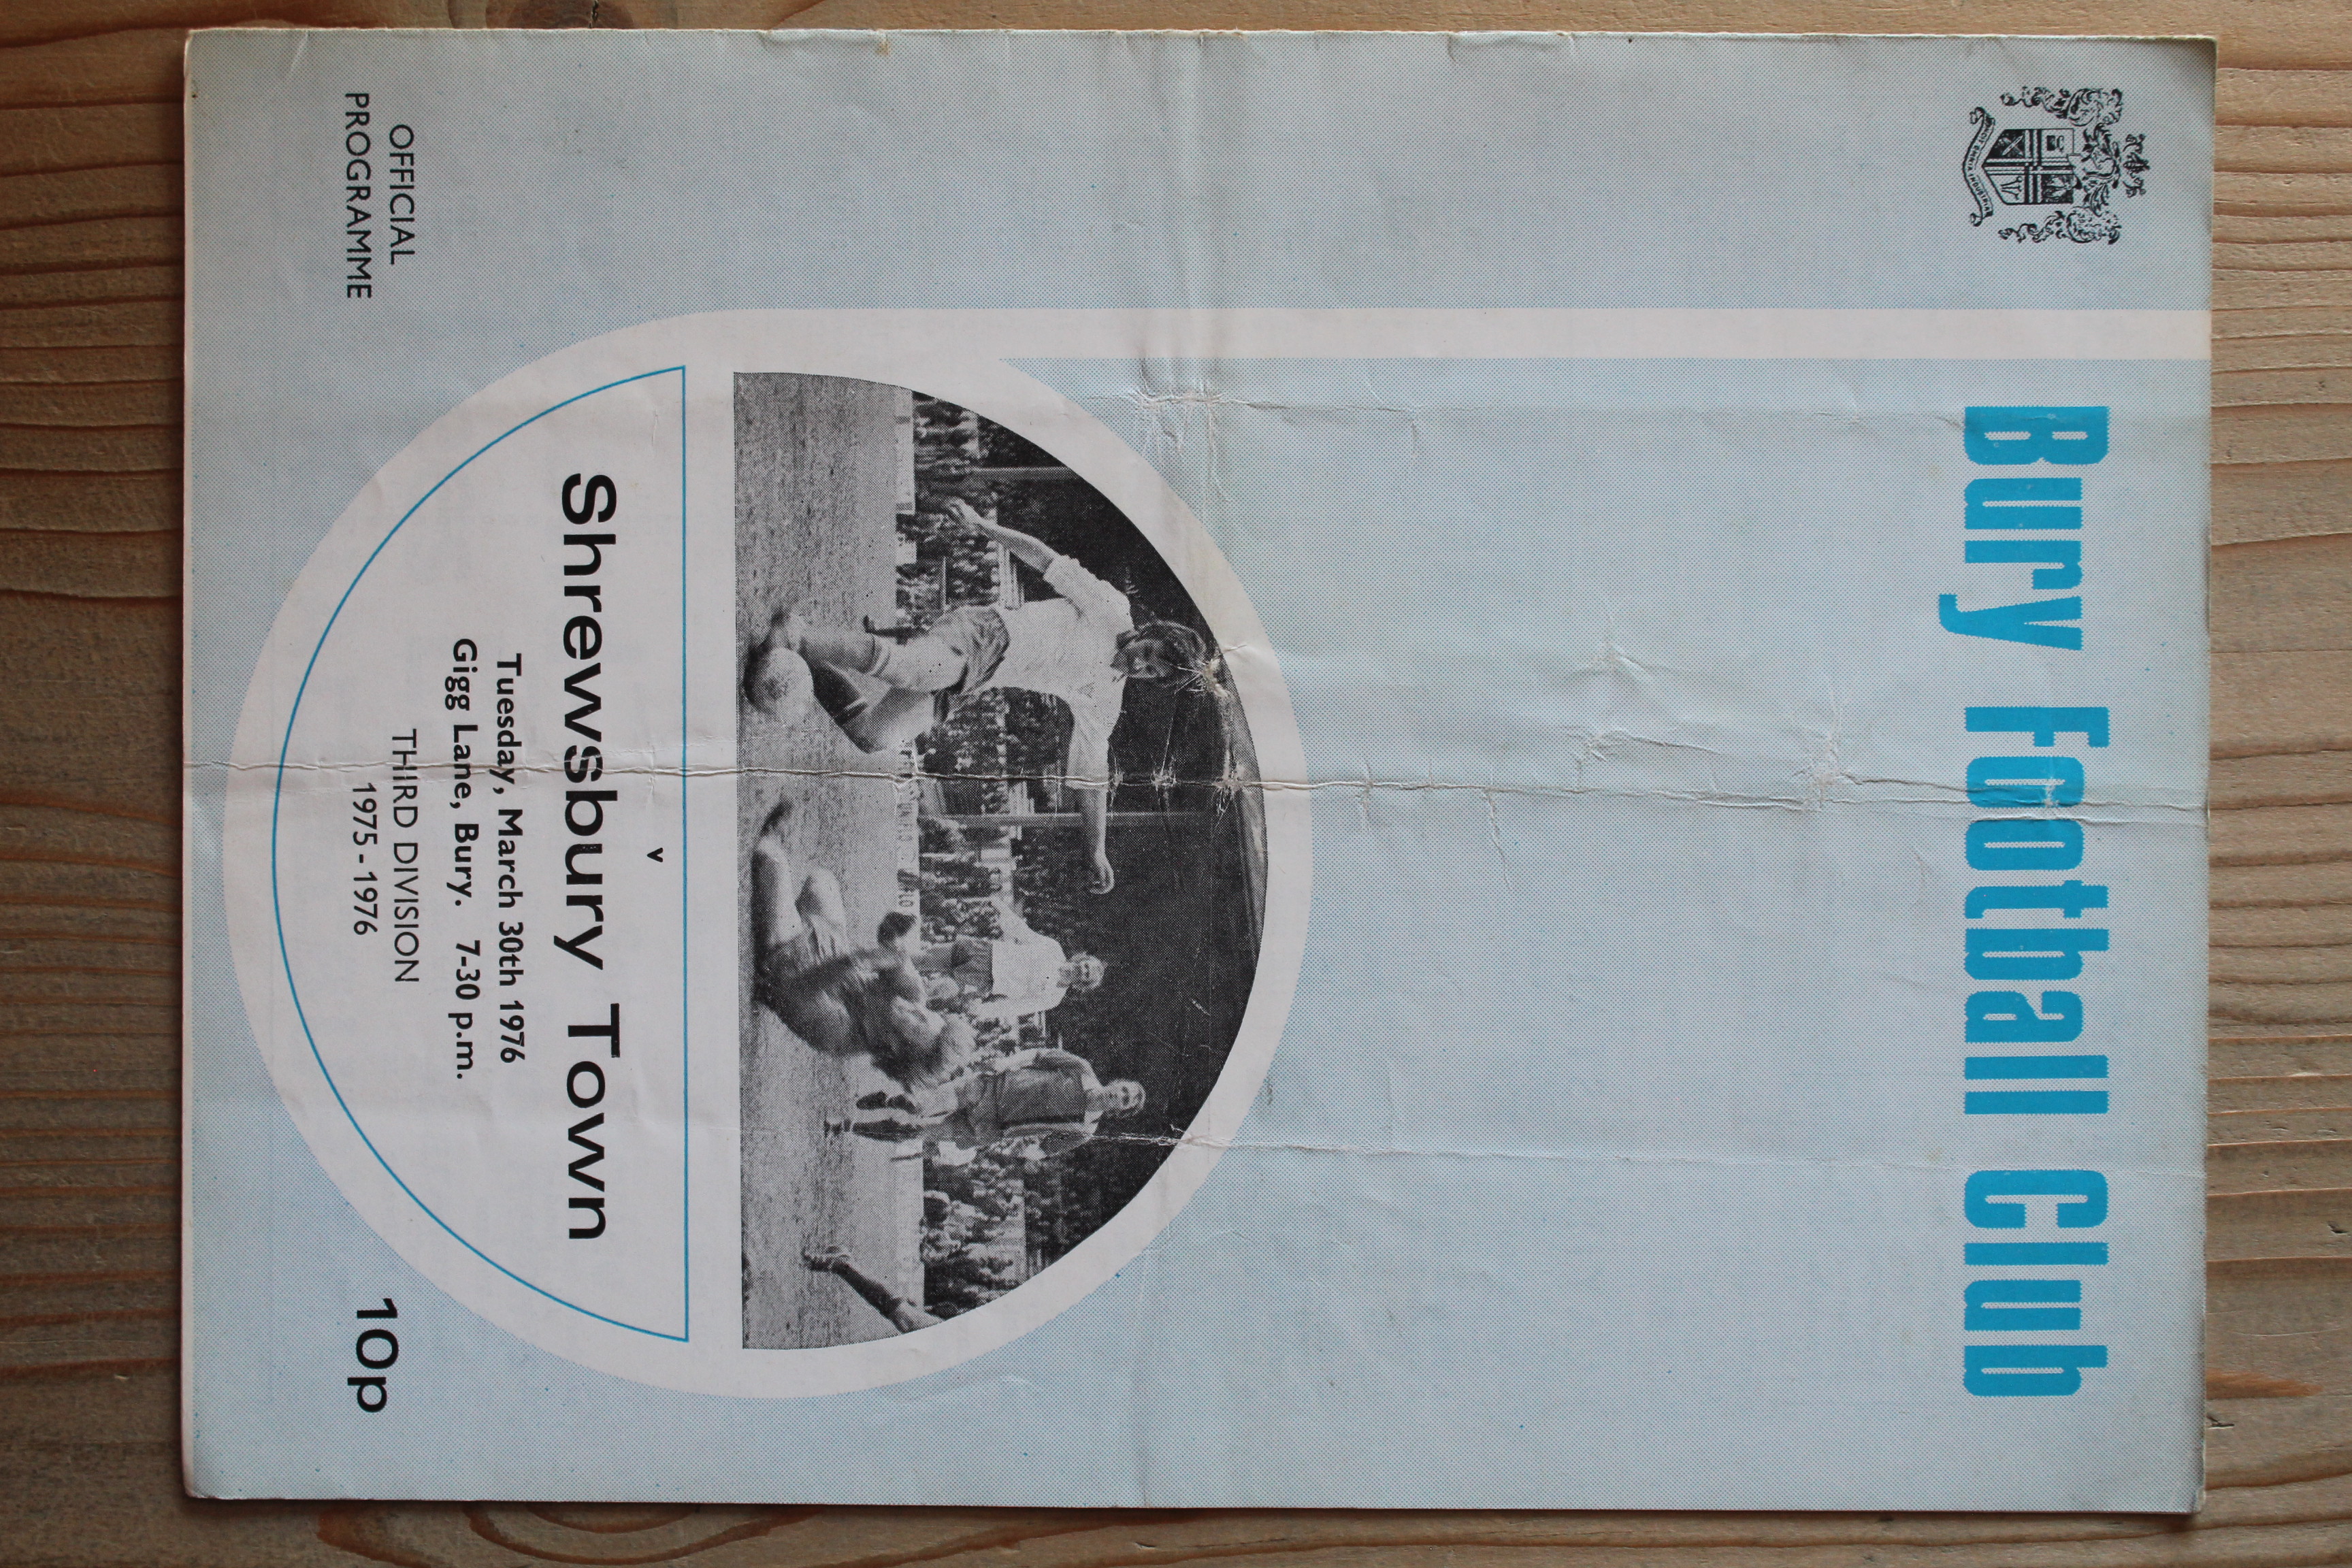 Bury Football Club
v
Shrewsbury Town
Tuesday, March 30th 1976
Gigg Lane, Bury. 7-30 p.m.
THIRD DIVISION
1975-1976
OFFICIAL
PROGRAMME
10p